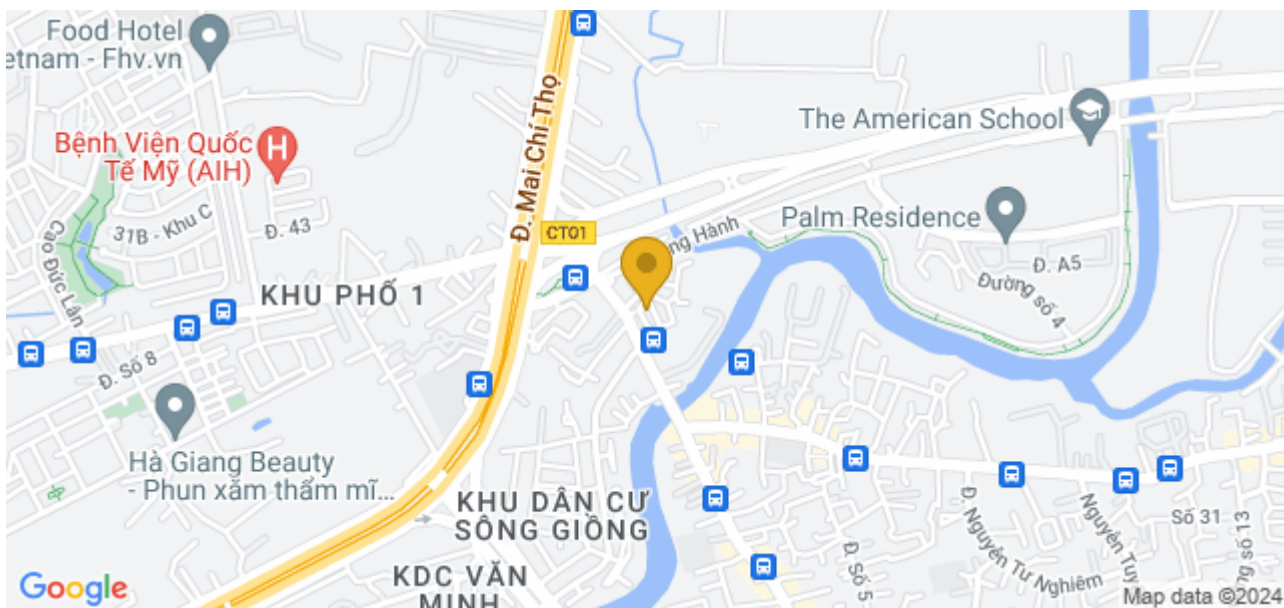 Food Hotel
etnam - Fhv.vn
Bệnh Viện Quốc
Tế Mỹ (AIH)
31B - Khu C
Đ. 43
Cao Đức Lân
KHU PHỐ 1
Đ. Số 8
Hà Giang Beauty
- Phun xăm thẩm mĩ...
Đ. Mai Chí Thọ
CT01
ng Hành
The American School
Palm Residence
Đ. A5
Đường số 4
KHU DÂN CƯ
SÔNG GIỒNG
KDC VĂN
MINH
Đ. Số 5
Đ. Nguyễn Tư Nghiêm
Nguyễn Tuy
Số 31
ng số 13
Google
Map data ©2024